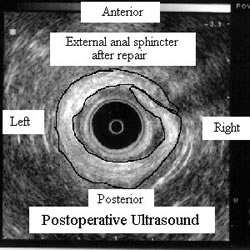 Anterior
External anal sphincter
after repair
Left
Right
Posterior
Postoperative Ultrasound